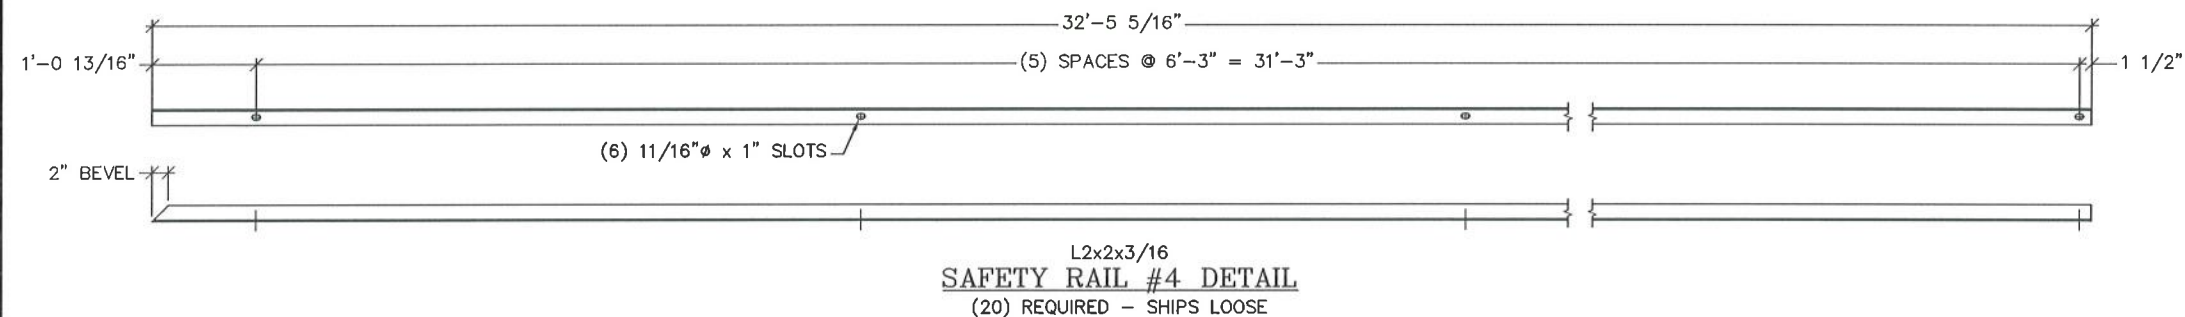 32'-5 5/16"
1'-0 13/16"
(5) SPACES @ 6'-3" = 31'-3"
1 1/2"
(6) 11/16"ø x 1" SLOTS
2" BEVEL
L2x2x3/16
SAFETY RAIL #4 DETAIL
(20) REQUIRED - SHIPS LOOSE